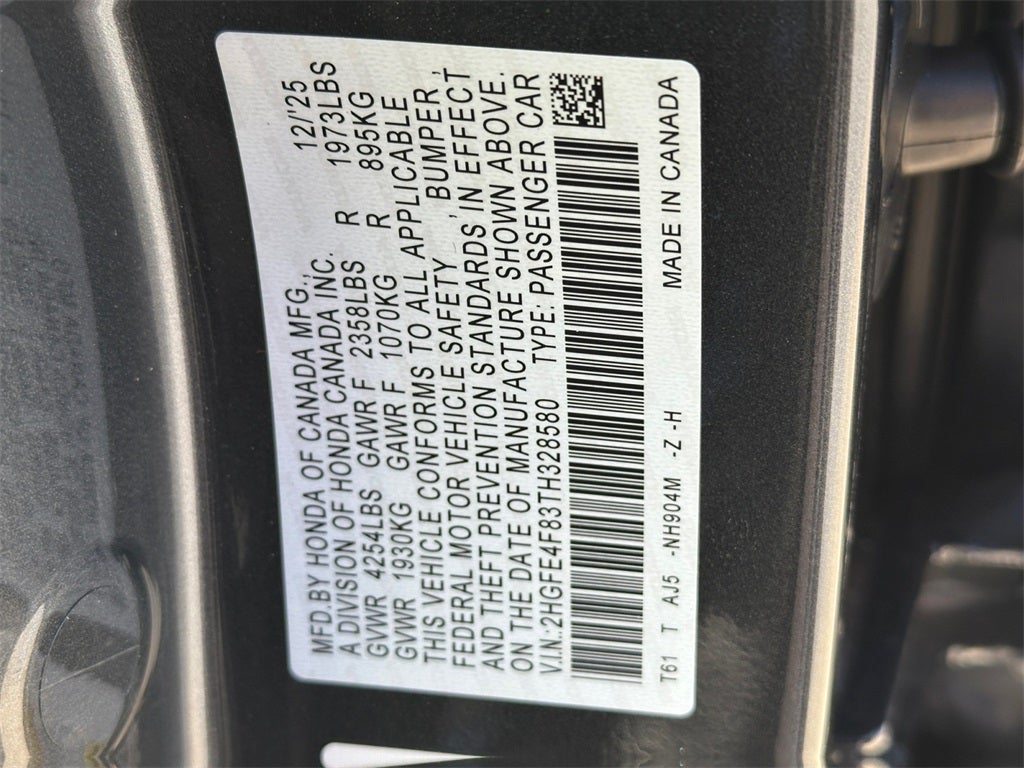 MFD.BY HONDA OF CANADA MFG., 12/'25
A DIVISION OF HONDA CANADA INC.
GVWR 4254LBS GAWR F 2358LBS R 1973LBS
GVWR 1930KG GAWR F 1070KG R 895KG
THIS VEHICLE CONFORMS TO ALL APPLICABLE
FEDERAL MOTOR VEHICLE SAFETY , BUMPER,
AND THEFT PREVENTION STANDARDS IN EFFECT
ON THE DATE OF MANUFACTURE SHOWN ABOVE.
V.I.N.:2HGFE4F83TH328580 TYPE: PASSENGER CAR
T61 T AJ5 -NH904M -Z -H MADE IN CANADA